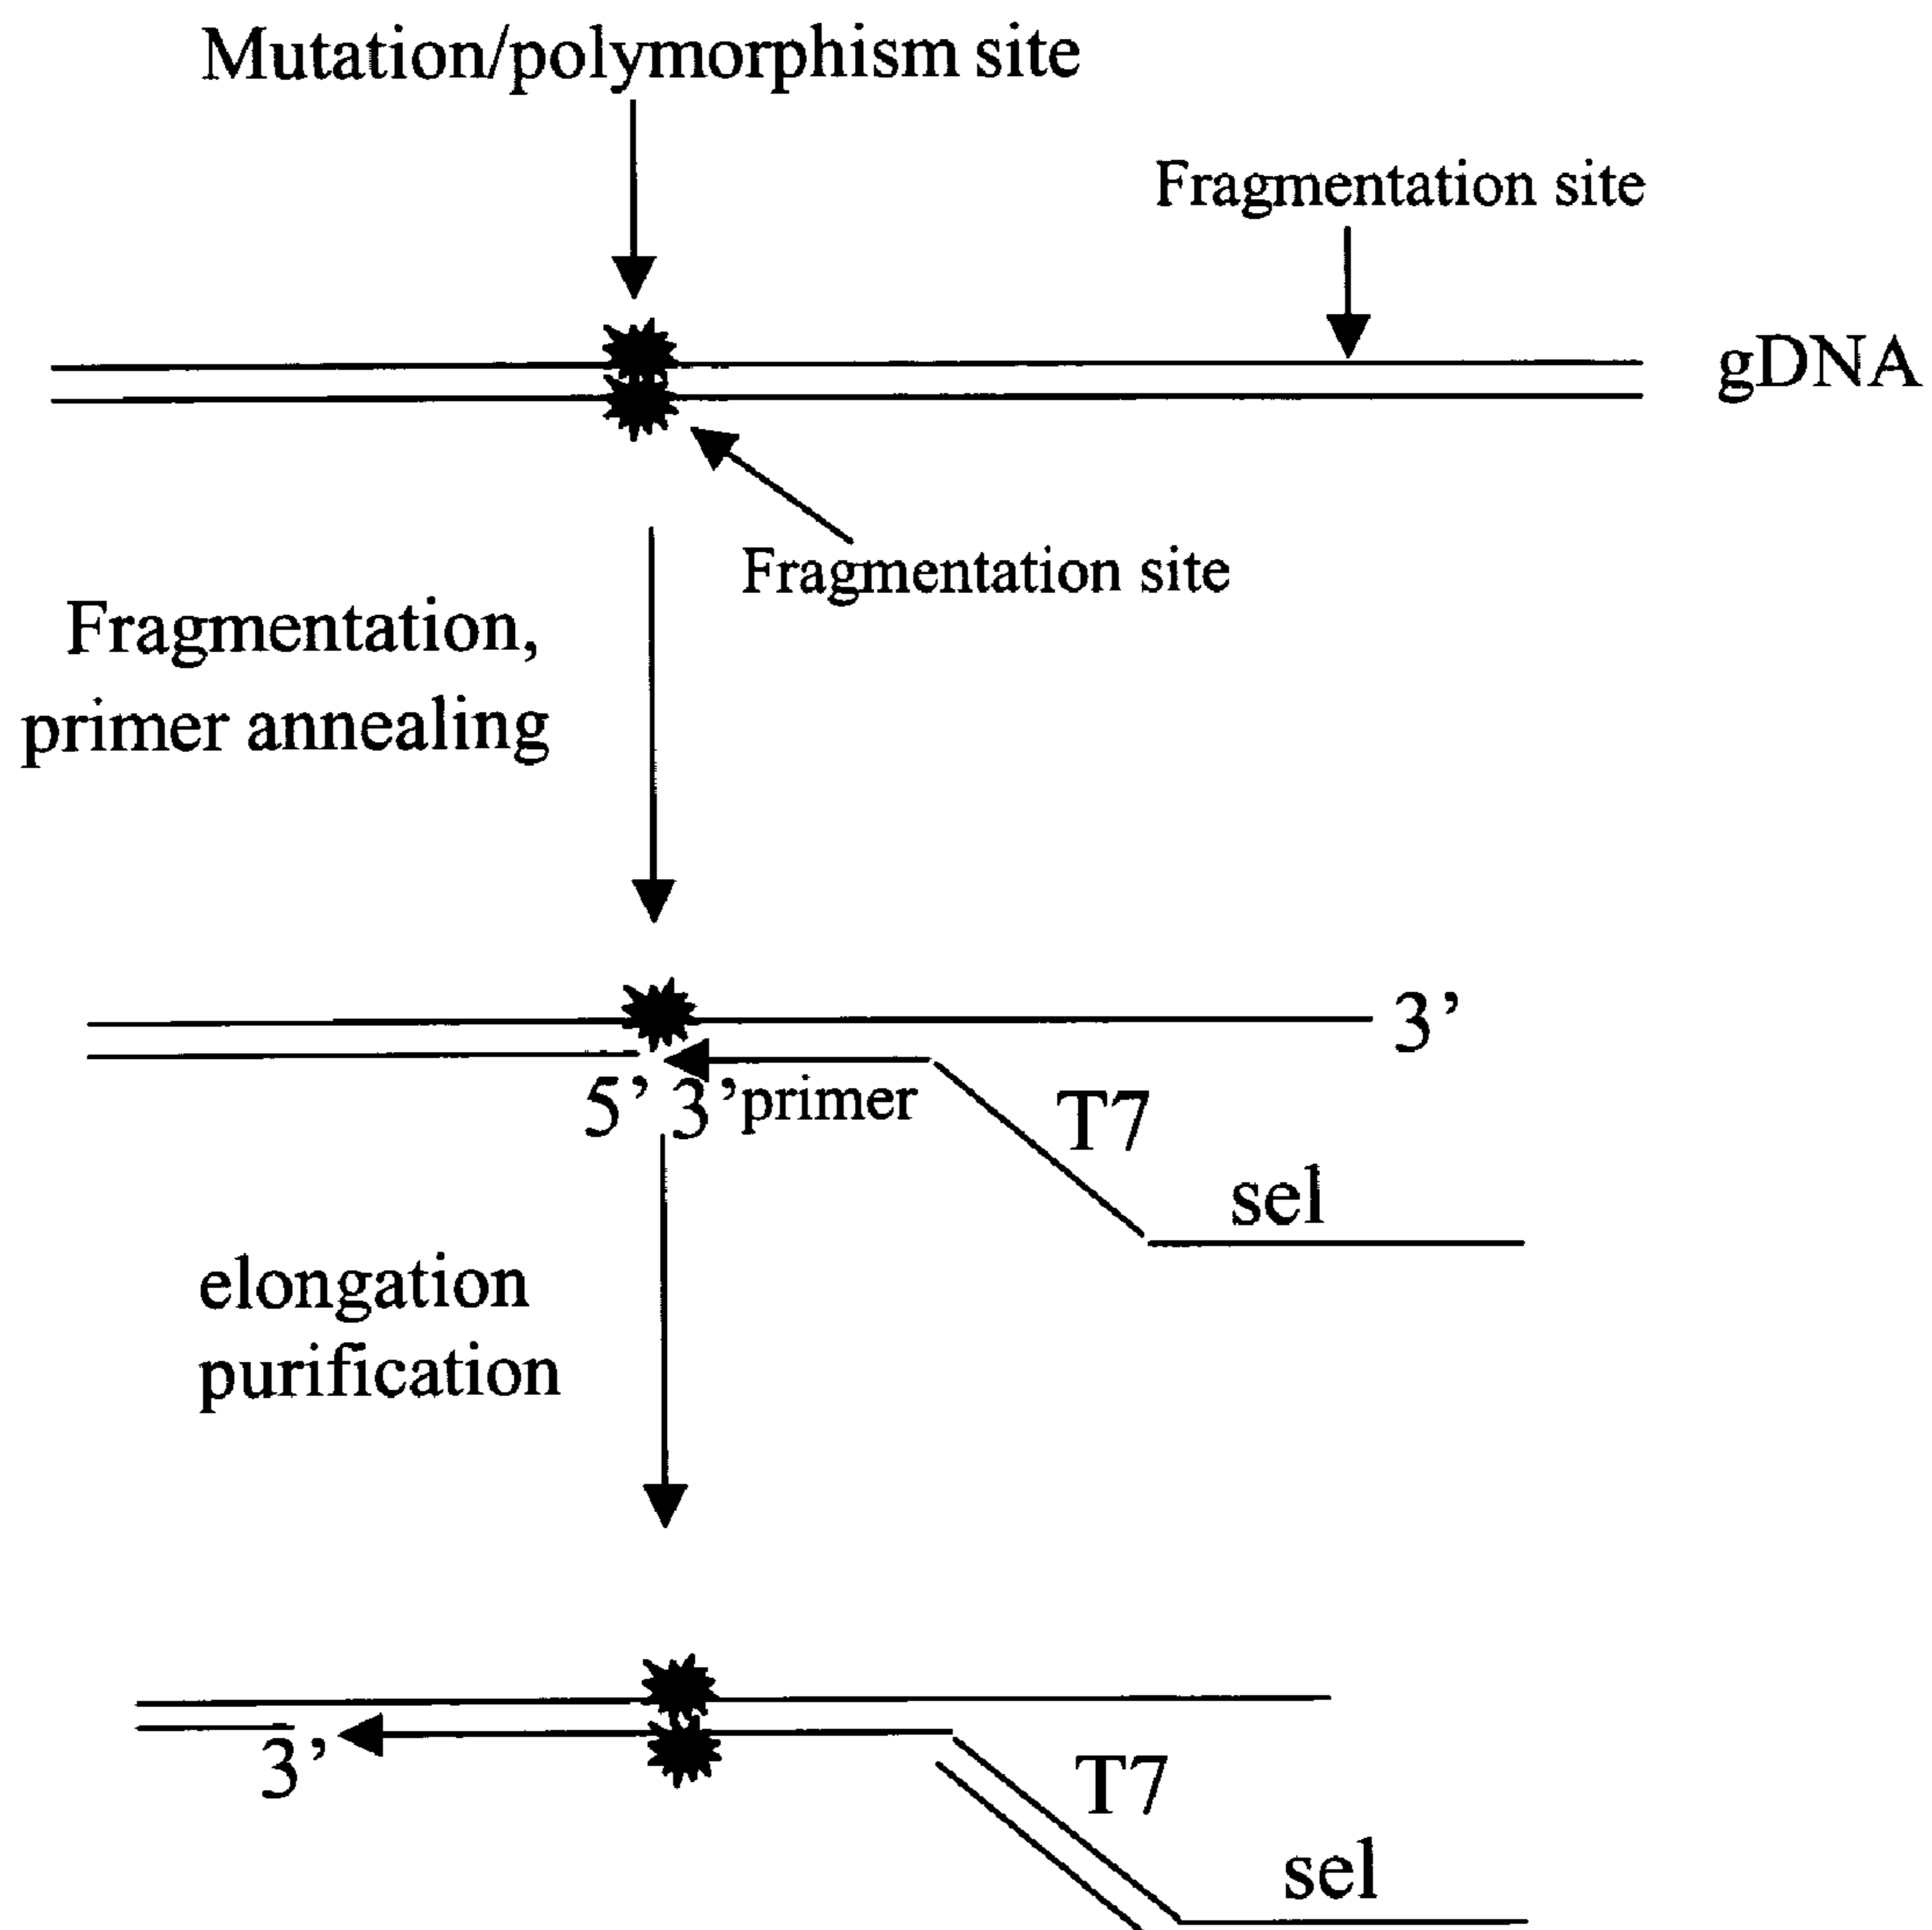 Mutation/polymorphism site
Fragmentation site
gDNA
Fragmentation site
Fragmentation,
primer annealing
3’
5’ 3’primer
T7
sel
elongation
purification
3’
T7
sel